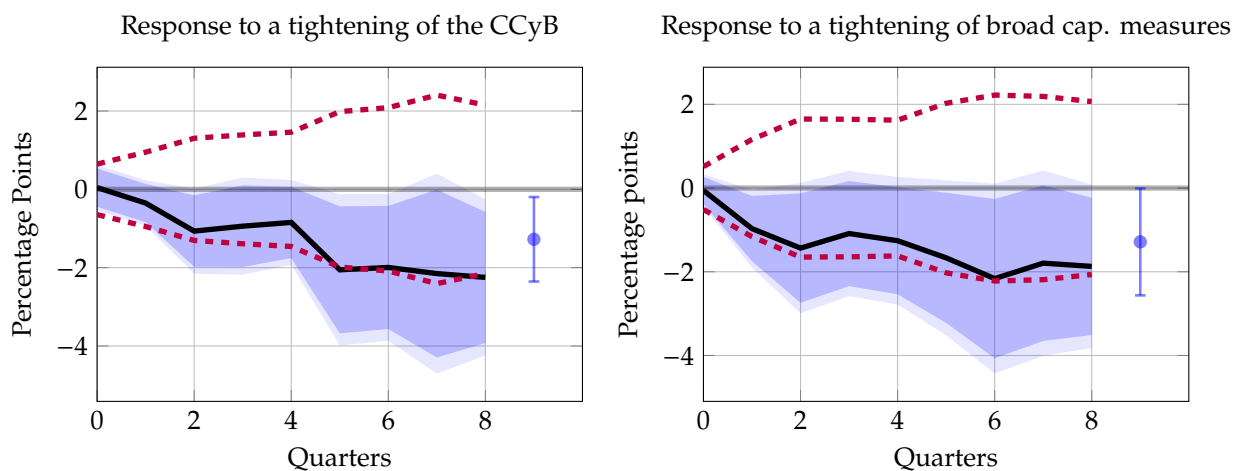 Response to a tightening of the CCyB
Percentage Points
2
0
−2
−4
0 2 4 6 8
Quarters
Response to a tightening of broad cap. measures
Percentage points
2
0
−2
−4
0 2 4 6 8
Quarters